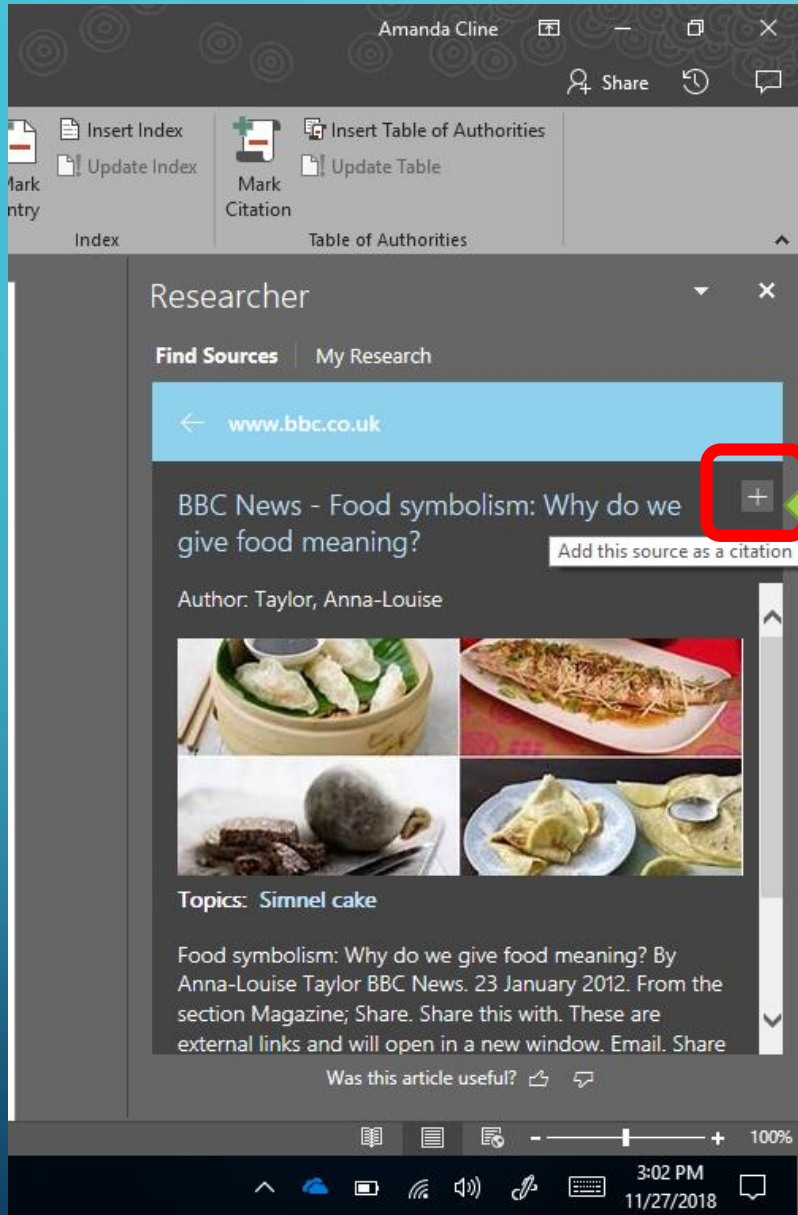 Amanda Cline
Share
Mark
Entry
Insert Index
Update Index
Index
Mark
Citation
Insert Table of Authorities
Update Table
Table of Authorities
Researcher
Find Sources | My Research
www.bbc.co.uk
BBC News - Food symbolism: Why do we
give food meaning?
Add this source as a citation
Author: Taylor, Anna-Louise
Topics: Simnel cake
Food symbolism: Why do we give food meaning? By
Anna-Louise Taylor BBC News. 23 January 2012. From the
section Magazine; Share. Share this with. These are
external links and will open in a new window. Email. Share
Was this article useful?
100%
3:02 PM
11/27/2018